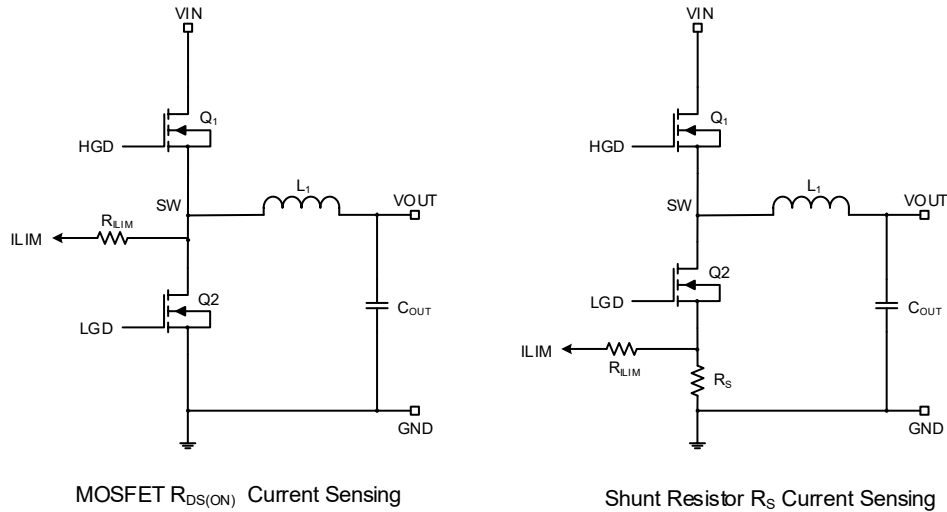 VIN
Q1
HGD
L1
VOUT
SW
RILIM
ILIM
Q2
LGD
COUT
GND
MOSFET RDS(ON) Current Sensing
VIN
Q1
HGD
L1
VOUT
SW
Q2
LGD
COUT
ILIM
RILIM
RS
GND
Shunt Resistor RS Current Sensing